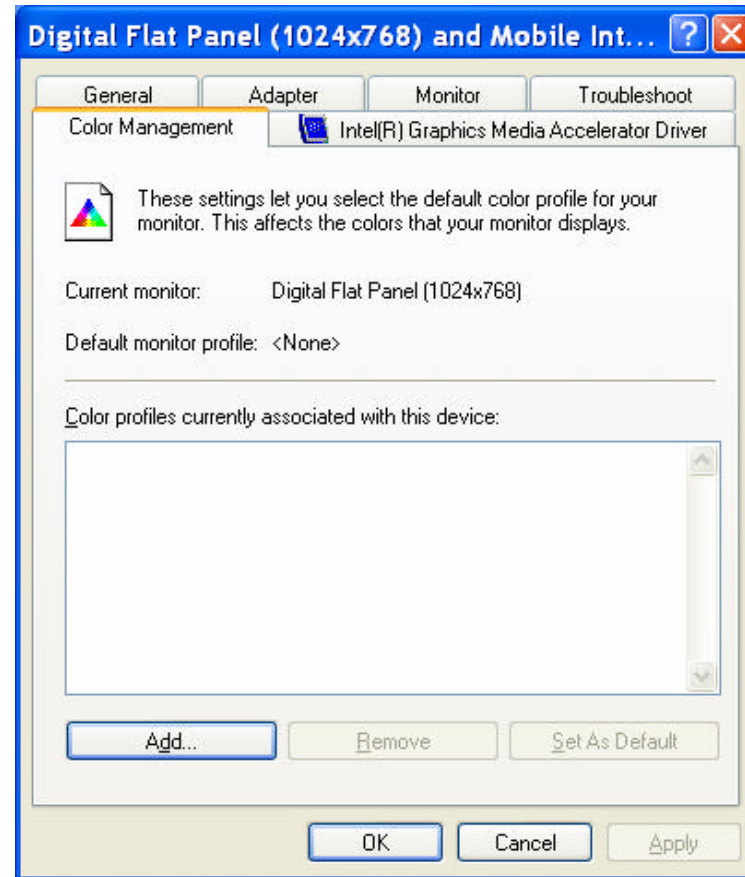 Digital Flat Panel (1024x768) and Mobile Int... ?
General Adapter Monitor Troubleshoot
Color Management Intel(R) Graphics Media Accelerator Driver
These settings let you select the default color profile for your
monitor. This affects the colors that your monitor displays.
Current monitor: Digital Flat Panel (1024x768)
Default monitor profile: <None>
Color profiles currently associated with this device:
Add... Remove Set As Default
OK Cancel Apply